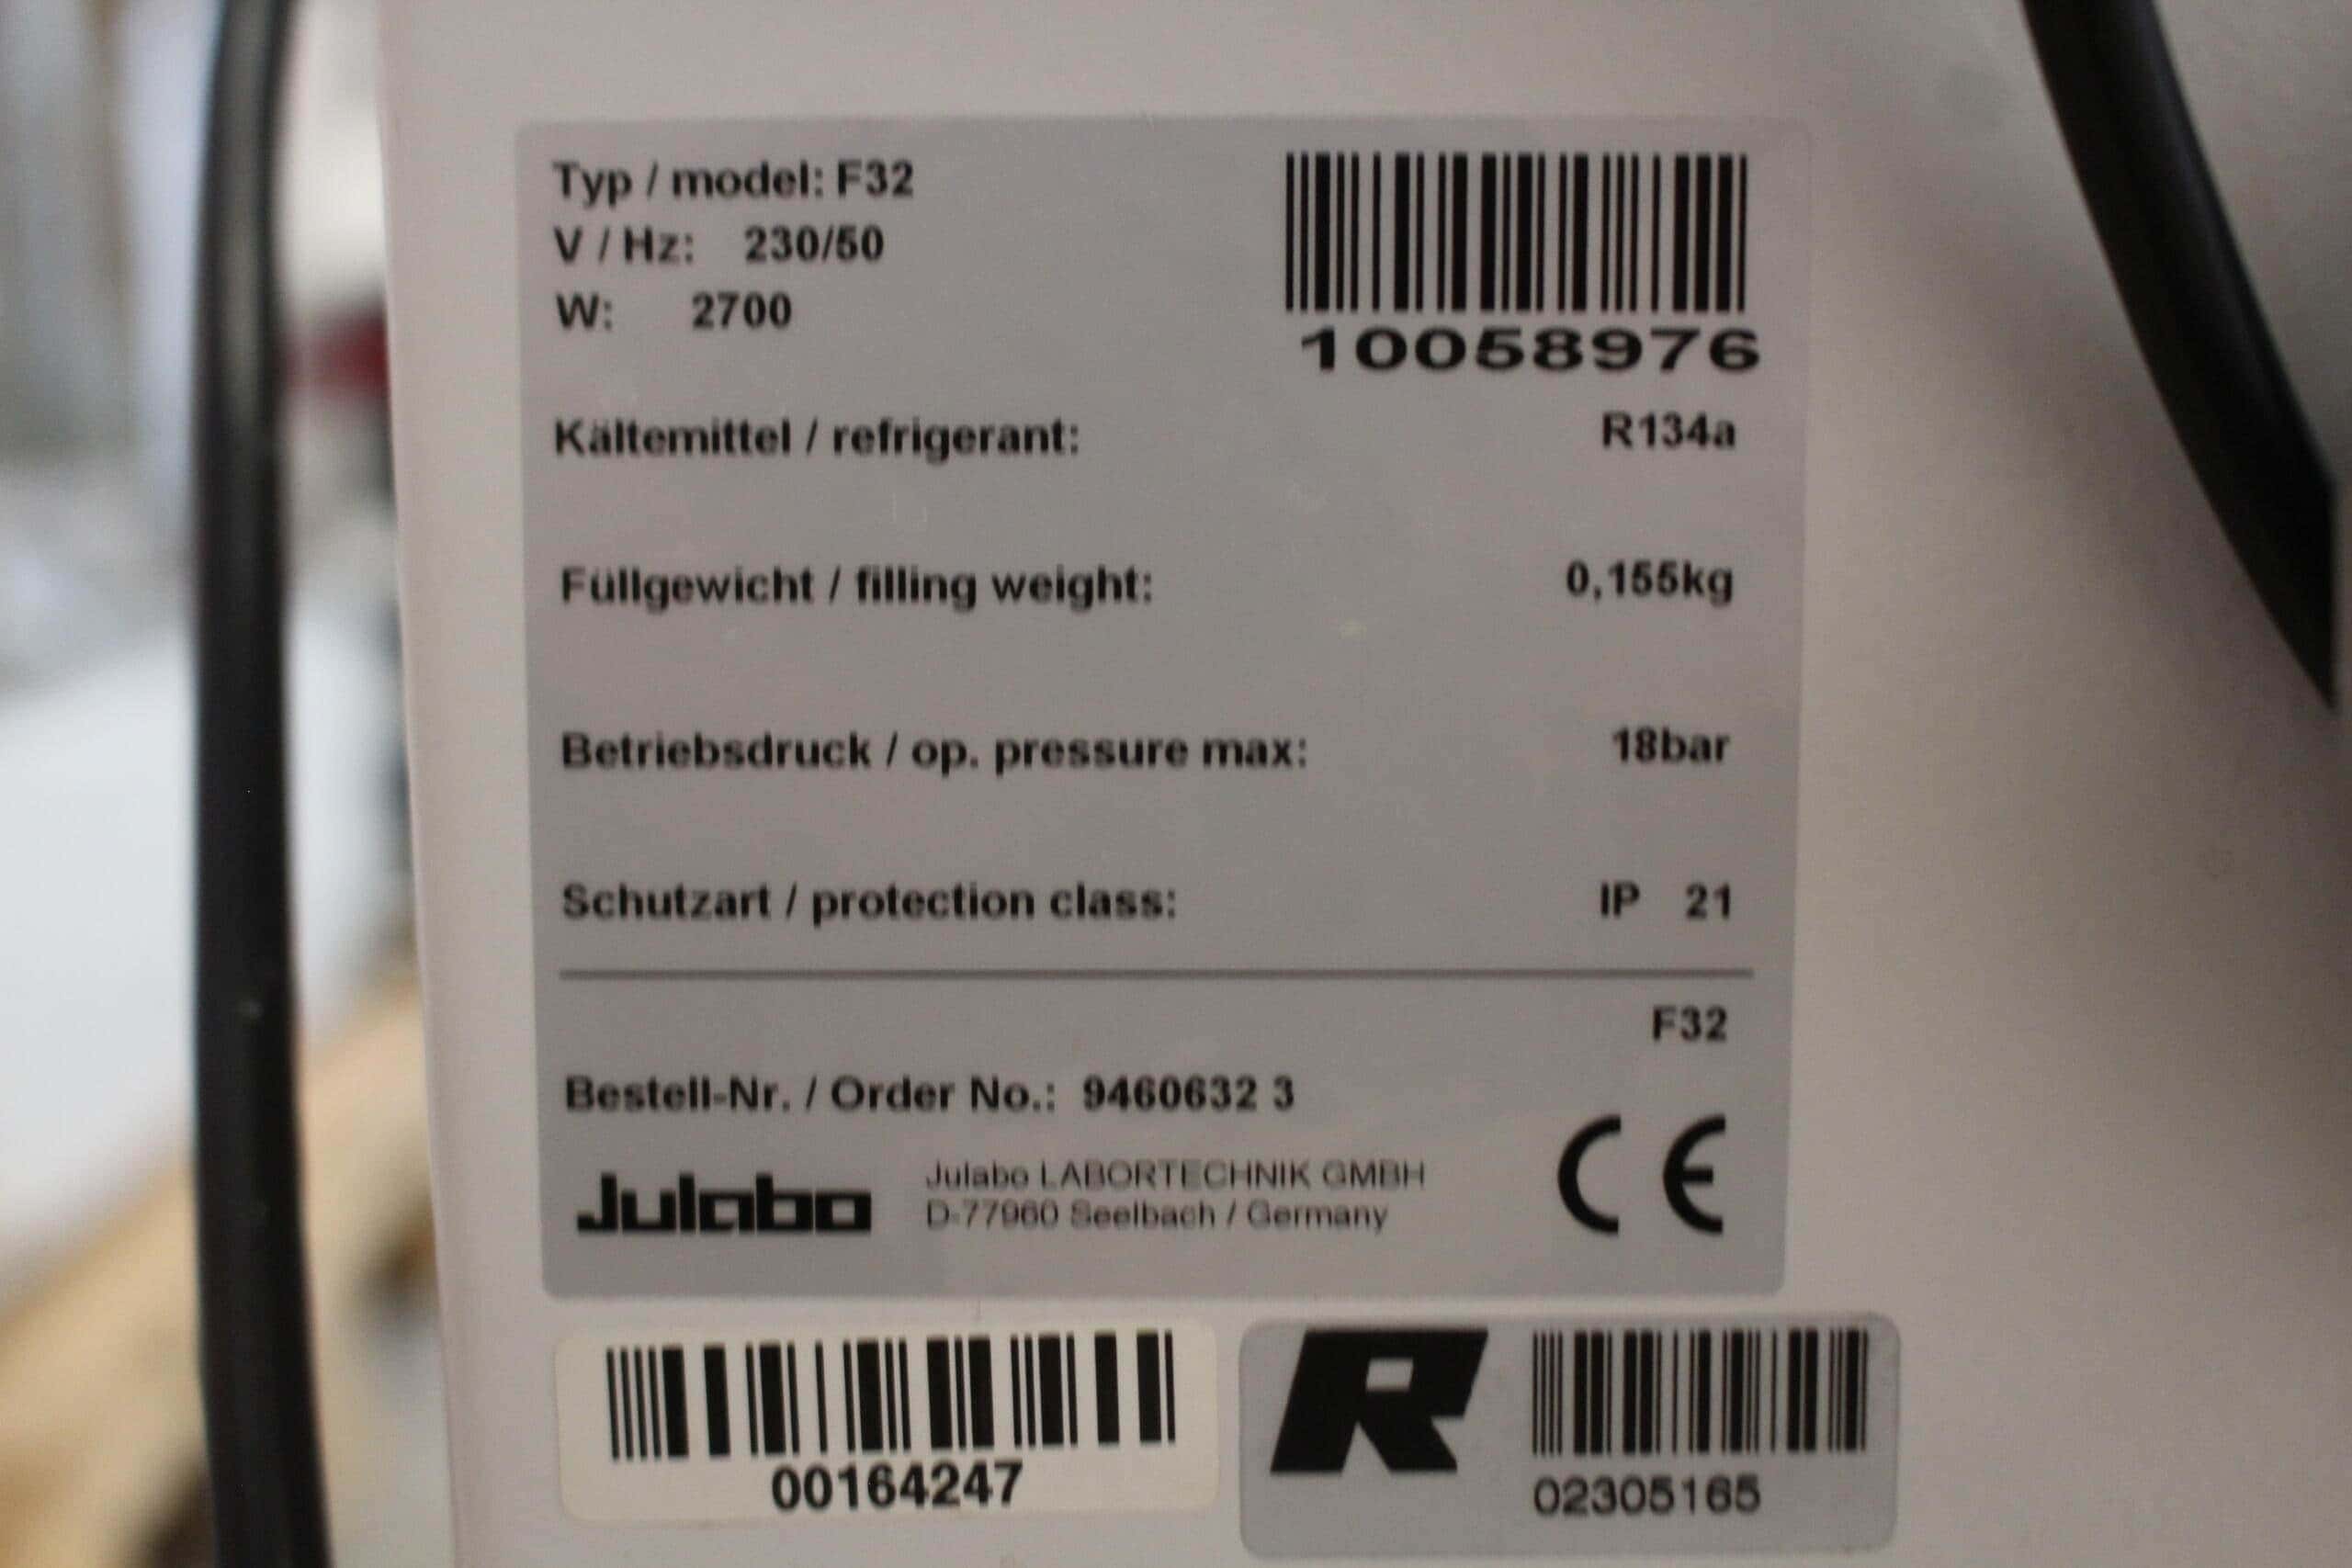 Typ / model: F32
V / Hz: 230/50
W: 2700
10058976
Kältemittel / refrigerant: R134a
Füllgewicht / filling weight: 0,155kg
Betriebsdruck / op. pressure max: 18bar
Schutzart / protection class: IP 21
F32
Bestell-Nr. / Order No.: 9460632 3
Julabo
Julabo LABORTECHNIK GMBH
D-77960 Seelbach / Germany
CE
00164247
R
02305165